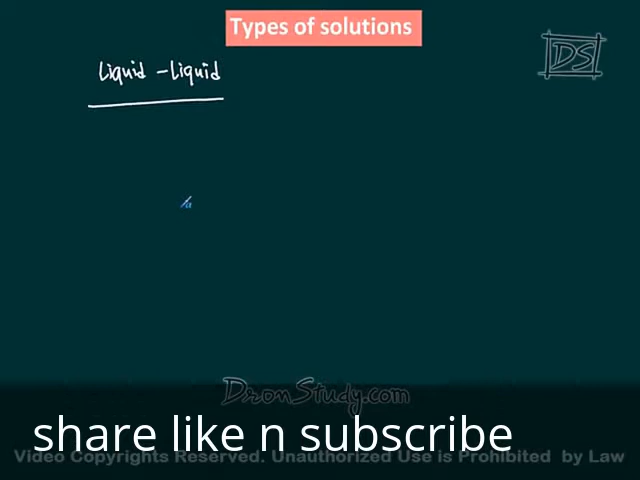 Types of solutions
DS
Liquid - Liquid
DronStudy.com
share like n subscribe
Video Copyrights Reserved. Unauthorized Use is Prohibited by Law